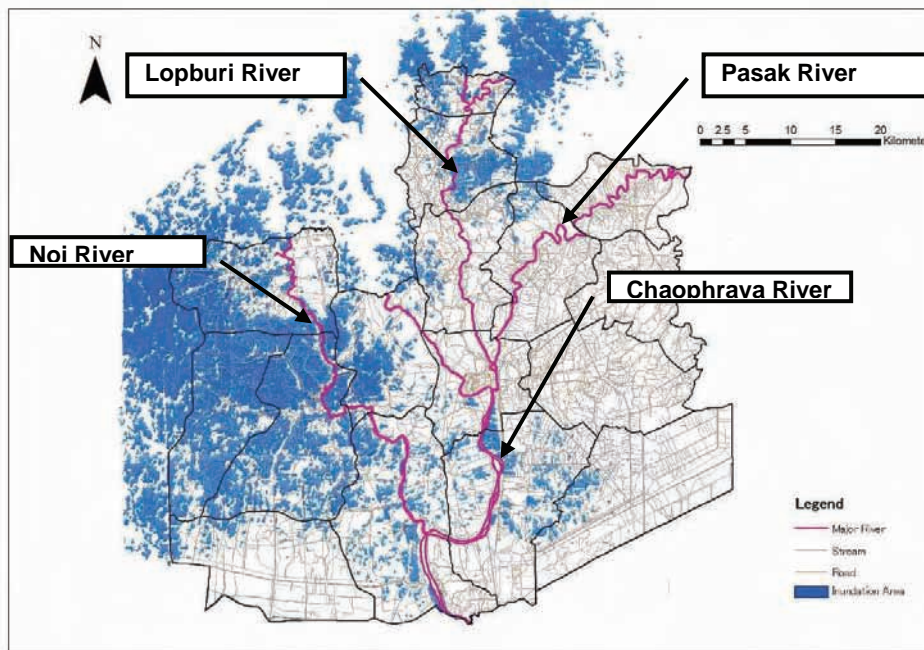 N
Lopburi River
Pasak River
0 2.5 5 10 15 20
Kilomete
Noi River
Chaophraya River
Legend
Major River
Stream
Road
Inundation Area